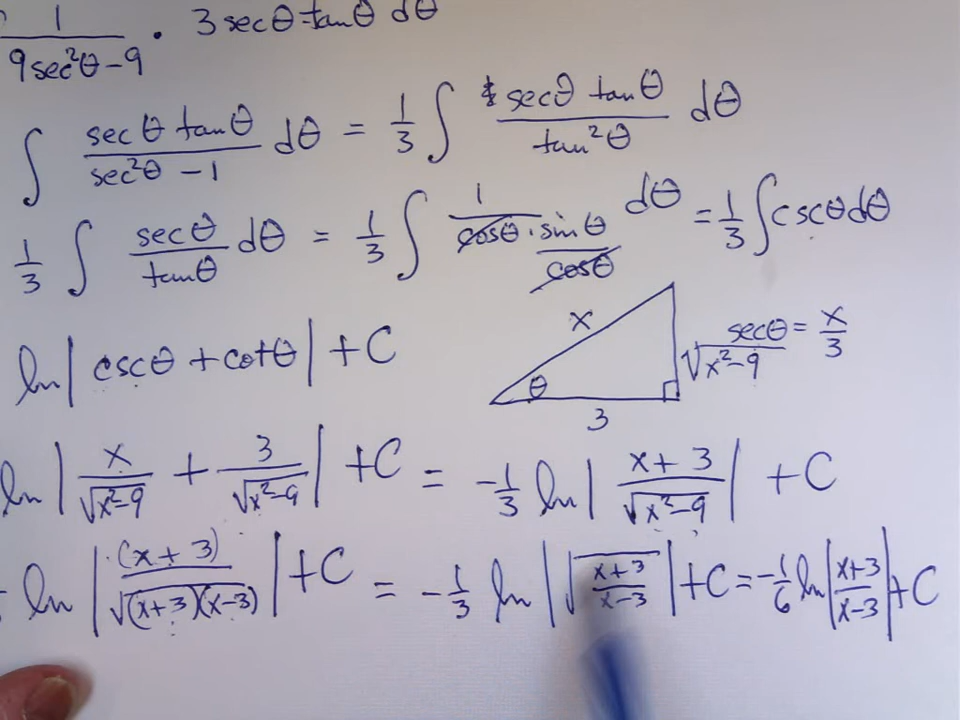 1/(9sec²θ-9) · 3secθ·tanθ dθ
∫ (secθ tanθ)/(sec²θ - 1) dθ = 1/3 ∫ (secθ tanθ)/(tan²θ) dθ
1/3 ∫ secθ/tanθ dθ = 1/3 ∫ 1/(cosθ · sinθ/cosθ) dθ = 1/3 ∫ cscθdθ
x
secθ = x/3
√(x²-9)
ln|cscθ + cotθ| + C
θ
3
ln|x/√(x²-9) + 3/√(x²-9)| + C = -1/3 ln|(x+3)/√(x²-9)| + C
ln|(x+3)/√((x+3)(x-3))| + C = -1/3 ln|√((x+3)/(x-3))| + C = -1/6 ln|(x+3)/(x-3)| + C